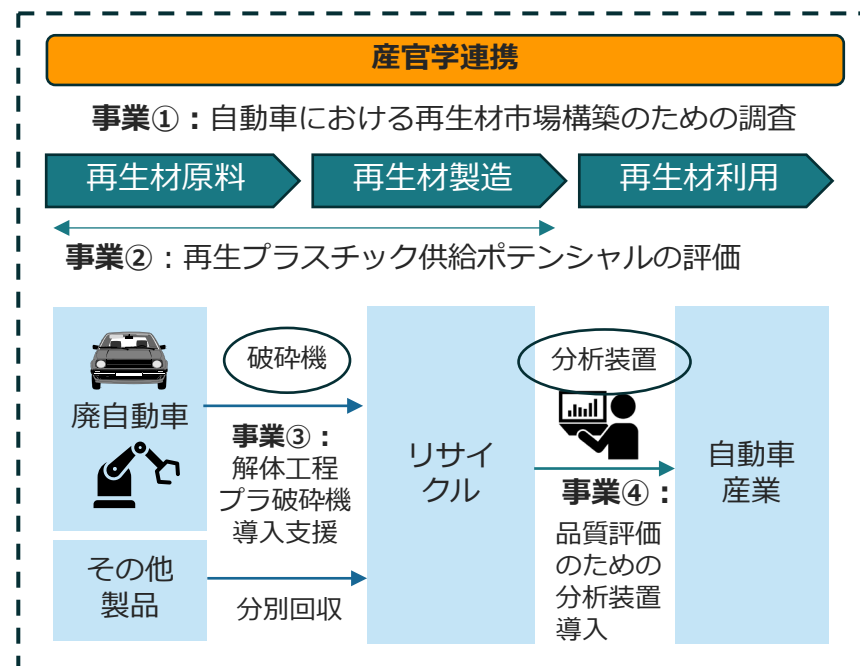 産官学連携
事業①：自動車における再生材市場構築のための調査
再生材原料
再生材製造
再生材利用
事業②：再生プラスチック供給ポテンシャルの評価
廃自動車
破砕機
事業③：
解体工程
プラ破砕機
導入支援
その他
製品
分別回収
リサイ
クル
分析装置
事業④：
品質評価
のための
分析装置
導入
自動車
産業